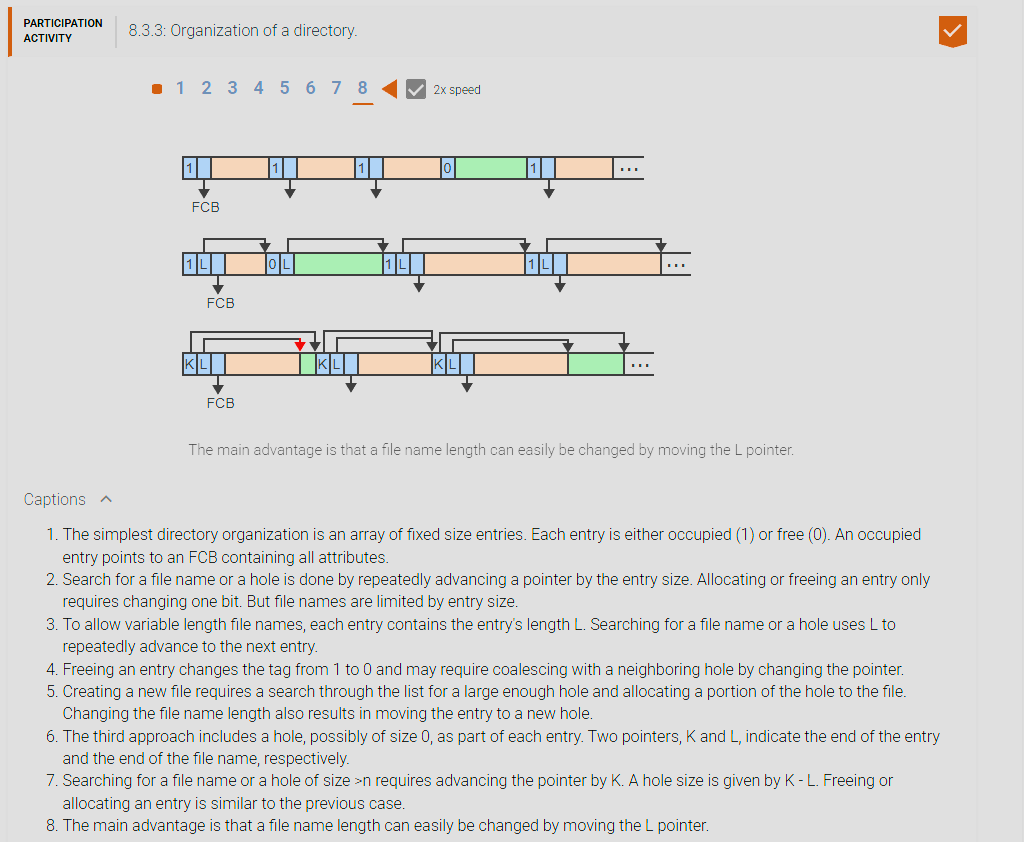 PARTICIPATION
ACTIVITY
8.3.3: Organization of a directory.
1 2 3 4 5 6 7 8 2x speed
1 1 1 0 1 ...
FCB
1 L 0 L 1 L 1 L ...
FCB
K L K L K L ...
FCB
The main advantage is that a file name length can easily be changed by moving the L pointer.
Captions
1. The simplest directory organization is an array of fixed size entries. Each entry is either occupied (1) or free (0). An occupied
entry points to an FCB containing all attributes.
2. Search for a file name or a hole is done by repeatedly advancing a pointer by the entry size. Allocating or freeing an entry only
requires changing one bit. But file names are limited by entry size.
3. To allow variable length file names, each entry contains the entry's length L. Searching for a file name or a hole uses L to
repeatedly advance to the next entry.
4. Freeing an entry changes the tag from 1 to 0 and may require coalescing with a neighboring hole by changing the pointer.
5. Creating a new file requires a search through the list for a large enough hole and allocating a portion of the hole to the file.
Changing the file name length also results in moving the entry to a new hole.
6. The third approach includes a hole, possibly of size 0, as part of each entry. Two pointers, K and L, indicate the end of the entry
and the end of the file name, respectively.
7. Searching for a file name or a hole of size >n requires advancing the pointer by K. A hole size is given by K - L. Freeing or
allocating an entry is similar to the previous case.
8. The main advantage is that a file name length can easily be changed by moving the L pointer.